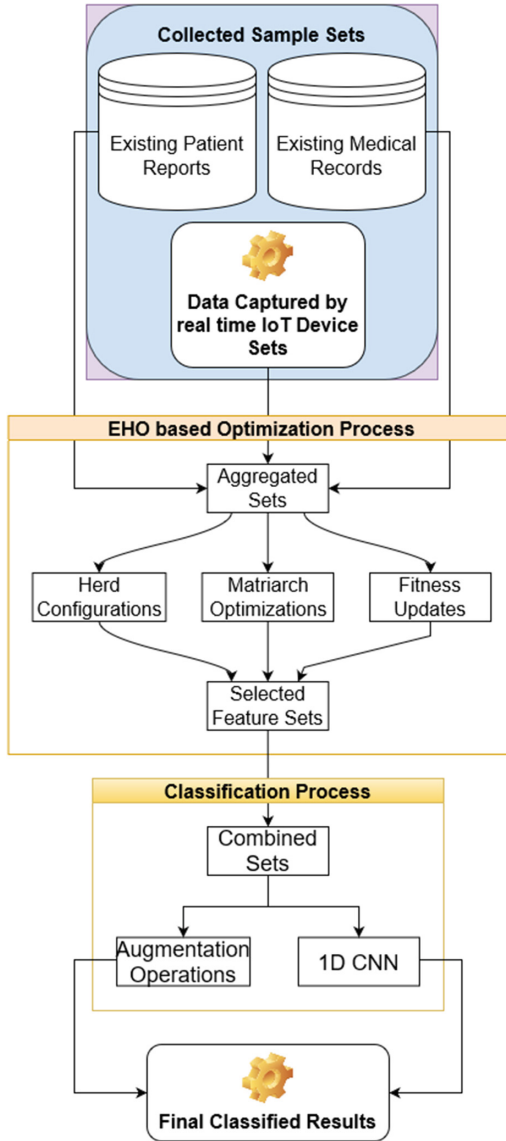 Collected Sample Sets
Existing Patient
Reports
Existing Medical
Records
Data Captured by
real time IoT Device
Sets
EHO based Optimization Process
Aggregated
Sets
Herd
Configurations
Matriarch
Optimizations
Fitness
Updates
Selected
Feature Sets
Classification Process
Combined
Sets
Augmentation
Operations
1D CNN
Final Classified Results